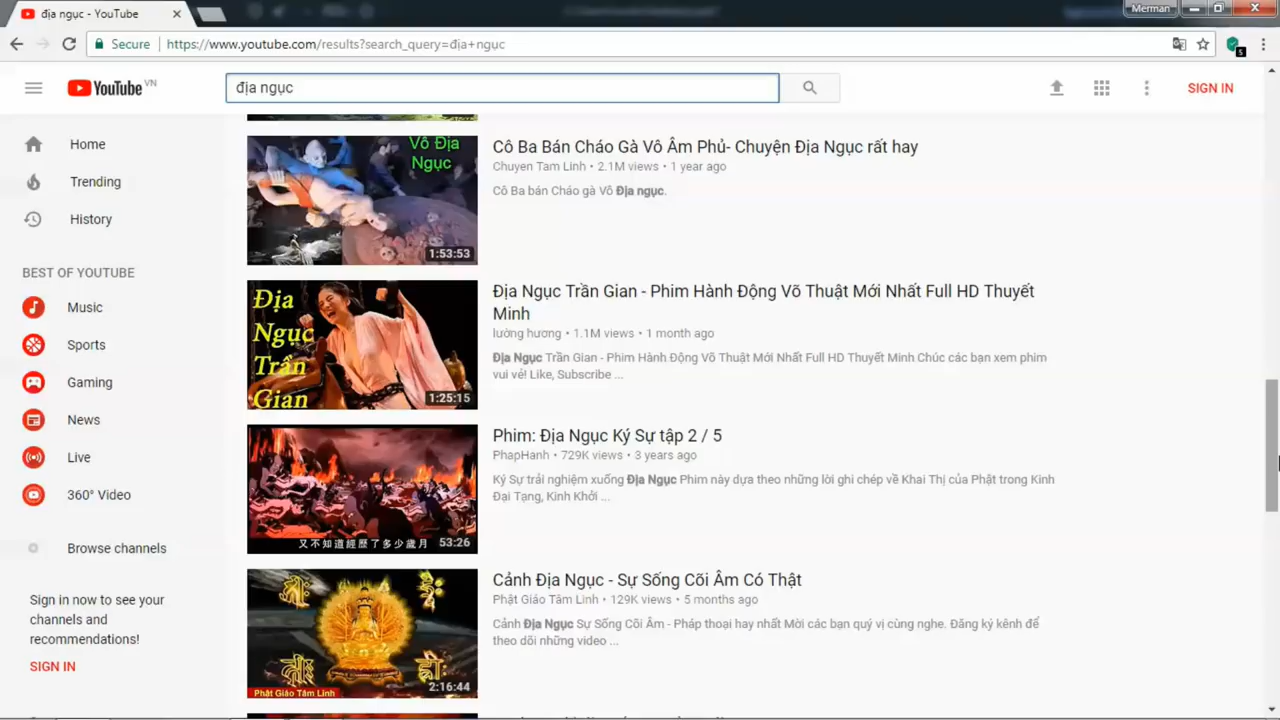 địa ngục - YouTube
Merman
Secure
https://www.youtube.com/results?search_query=địa+ngục
5
YouTube VN
địa ngục
SIGN IN
Home
Trending
History
BEST OF YOUTUBE
Music
Sports
Gaming
News
Live
360° Video
Browse channels
Sign in now to see your
channels and
recommendations!
SIGN IN
Vô Địa
Ngục
1:53:53
Cô Ba Bán Cháo Gà Vô Âm Phủ- Chuyện Địa Ngục rất hay
Chuyen Tam Linh • 2.1M views • 1 year ago
Cô Ba bán Cháo gà Vô Địa ngục.
Địa
Ngục
Trần
Gian
1:25:15
Địa Ngục Trần Gian - Phim Hành Động Võ Thuật Mới Nhất Full HD Thuyết
Minh
lường hương • 1.1M views • 1 month ago
Địa Ngục Trần Gian - Phim Hành Động Võ Thuật Mới Nhất Full HD Thuyết Minh Chúc các bạn xem phim
vui vẻ! Like, Subscribe ...
又不知道經歷了多少歲月
53:26
Phim: Địa Ngục Ký Sự tập 2 / 5
PhapHanh • 729K views • 3 years ago
Ký Sự trải nghiệm xuống Địa Ngục Phim này dựa theo những lời ghi chép về Khai Thị của Phật trong Kinh
Đại Tạng, Kinh Khởi ...
Phật Giáo Tâm Linh
2:16:44
Cảnh Địa Ngục - Sự Sống Cõi Âm Có Thật
Phật Giáo Tâm Linh • 129K views • 5 months ago
Cảnh Địa Ngục Sự Sống Cõi Âm - Pháp thoại hay nhất Mời các bạn quý vị cùng nghe. Đăng ký kênh để
theo dõi những video ...